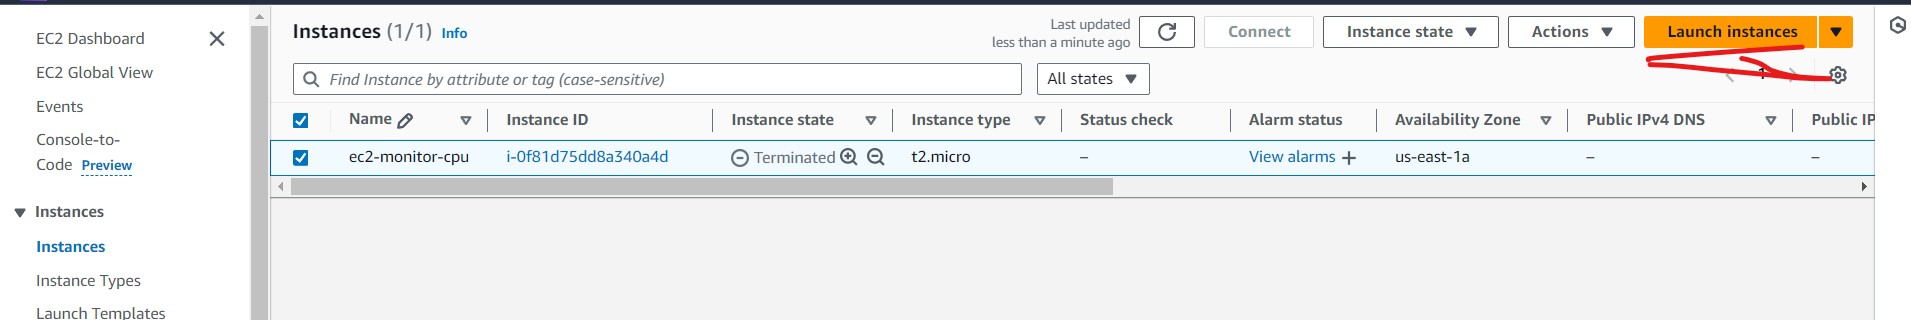 EC2 Dashboard
EC2 Global View
Events
Console-to-
Code Preview
Instances
Instances
Instance Types
Launch Templates
Instances (1/1) Info
Last updated
less than a minute ago
Connect
Instance state
Actions
Launch instances
Find Instance by attribute or tag (case-sensitive)
All states
1
Name Instance ID Instance state Instance type Status check Alarm status Availability Zone Public IPv4 DNS Public IP
ec2-monitor-cpu i-0f81d75dd8a340a4d Terminated t2.micro – View alarms + us-east-1a – –